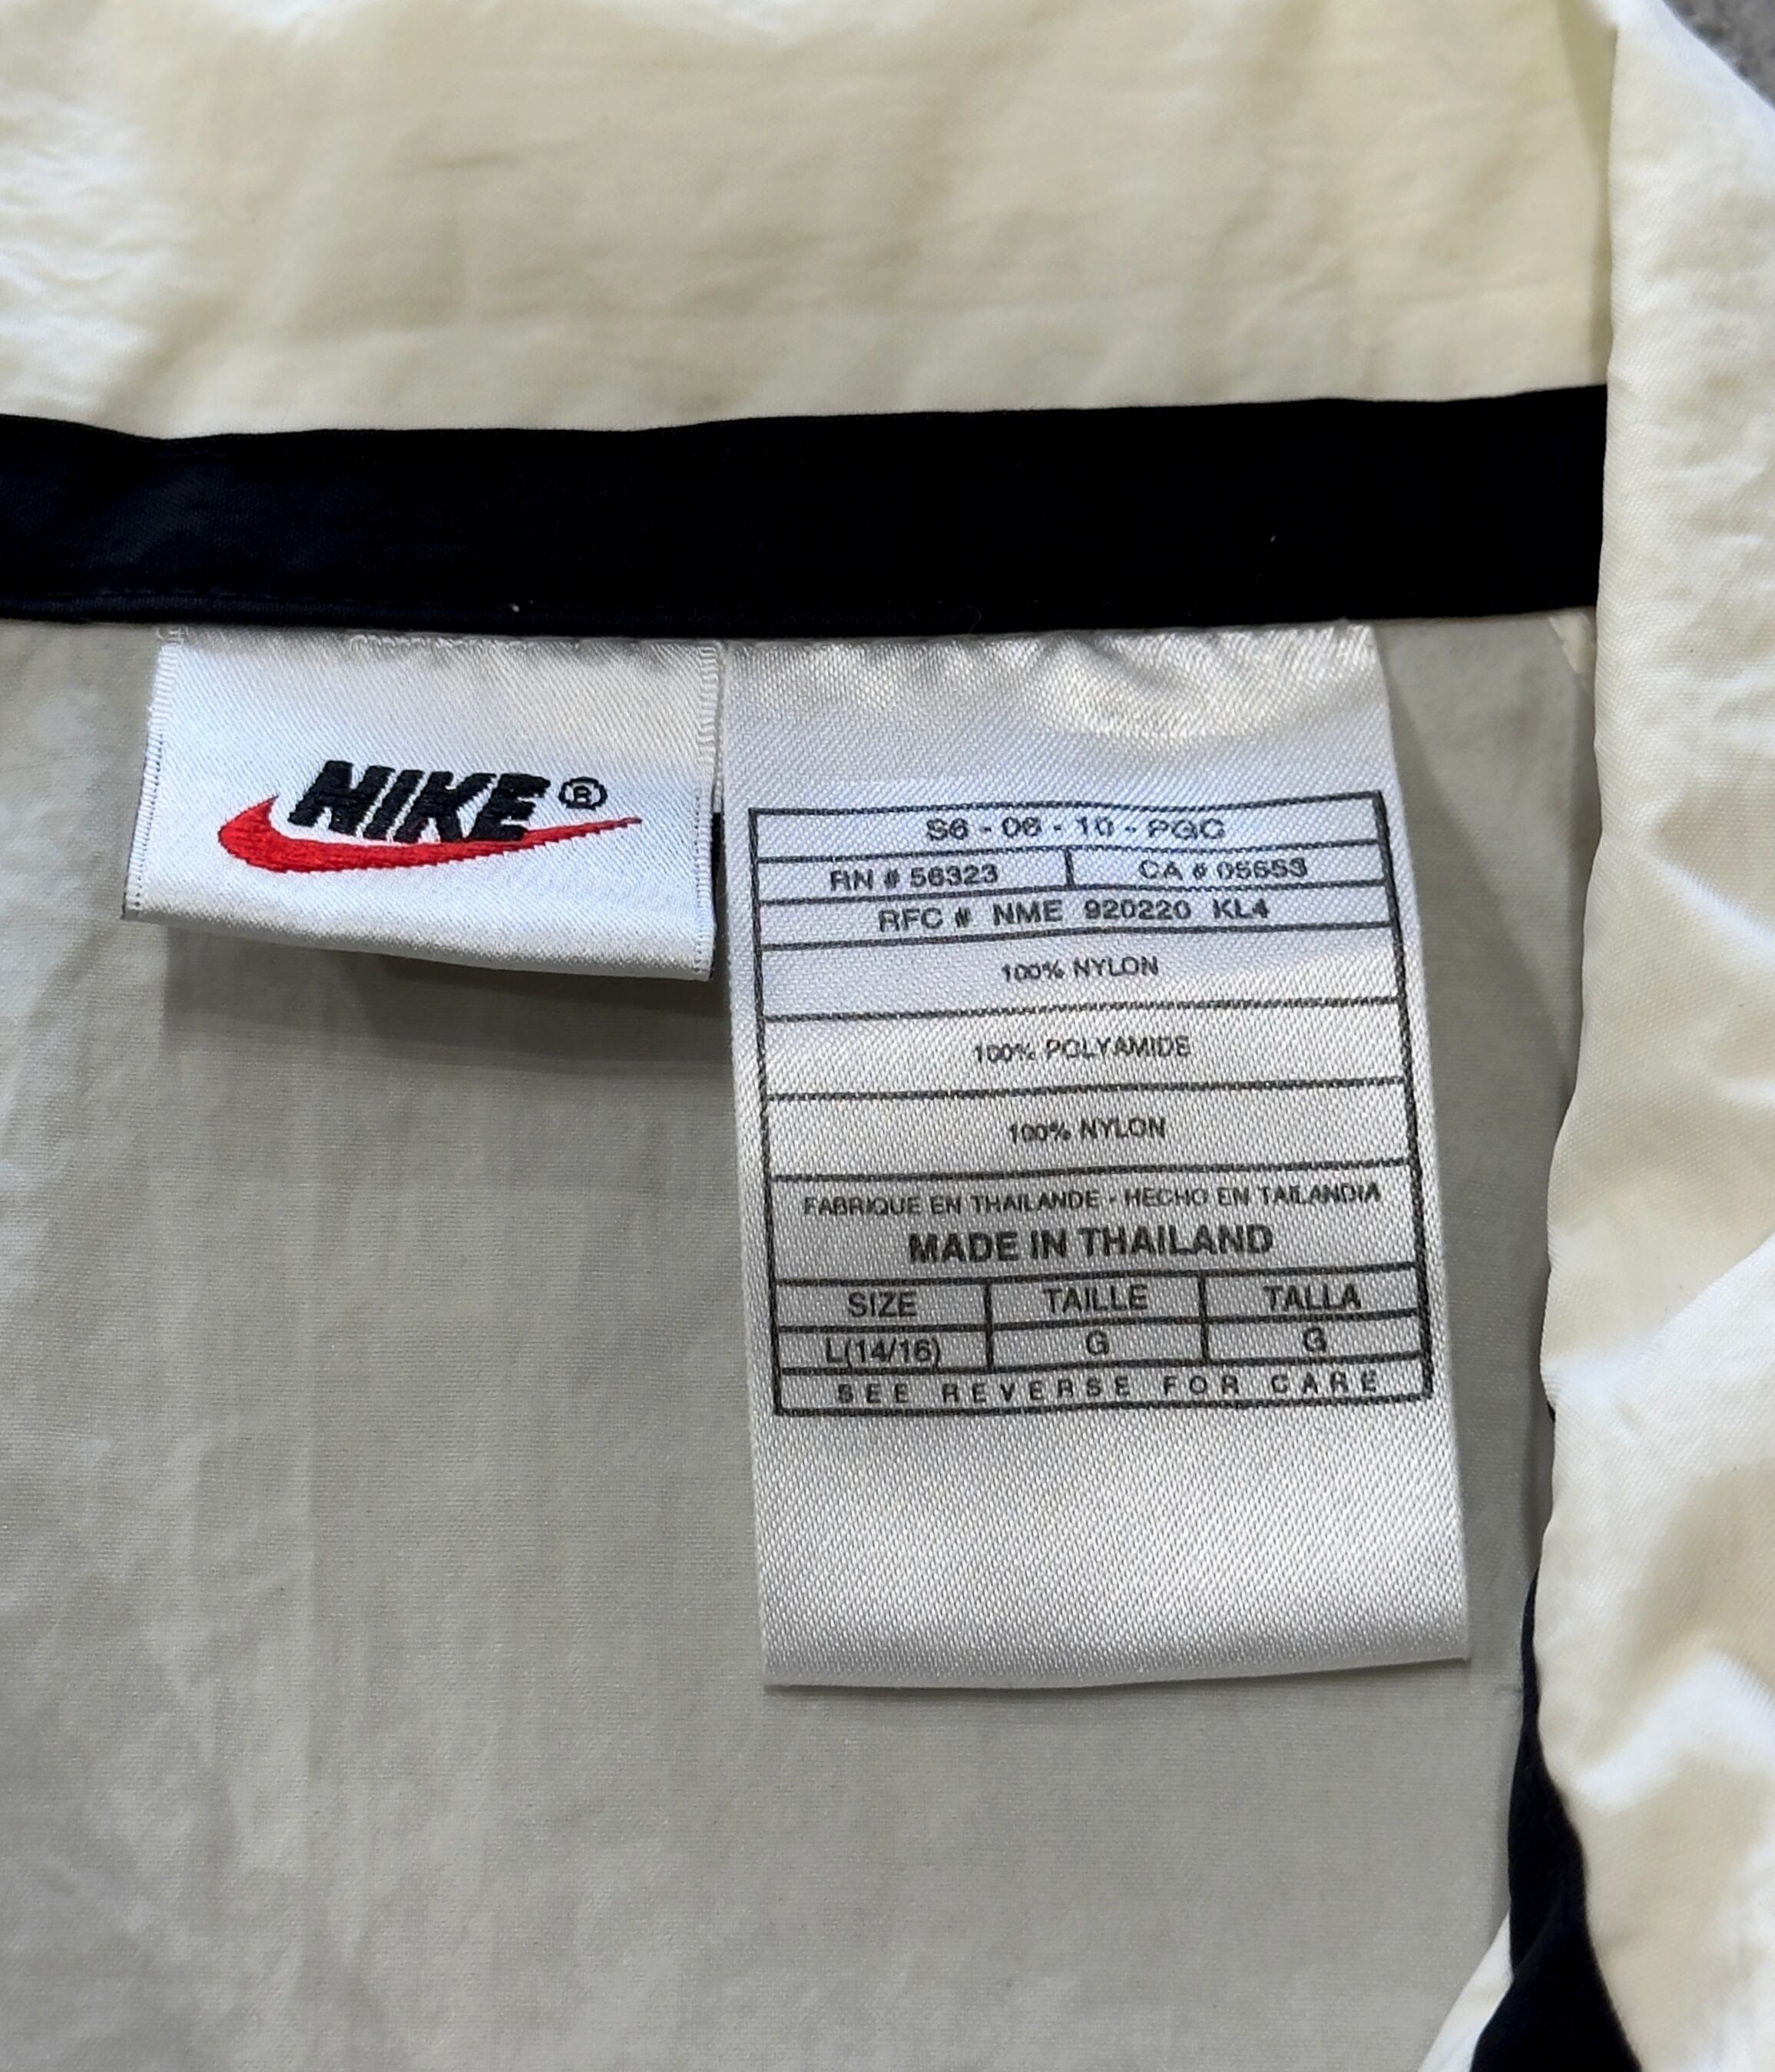 NIKE®
S6 - 06 - 10 - PGC
RN # 56323 CA # 05553
RFC # NME 920220 KL4
100% NYLON
100% POLYAMIDE
100% NYLON
FABRIQUE EN THAILANDE - HECHO EN TAILANDIA
MADE IN THAILAND
SIZE TAILLE TALLA
L(14/16) G G
SEE REVERSE FOR CARE